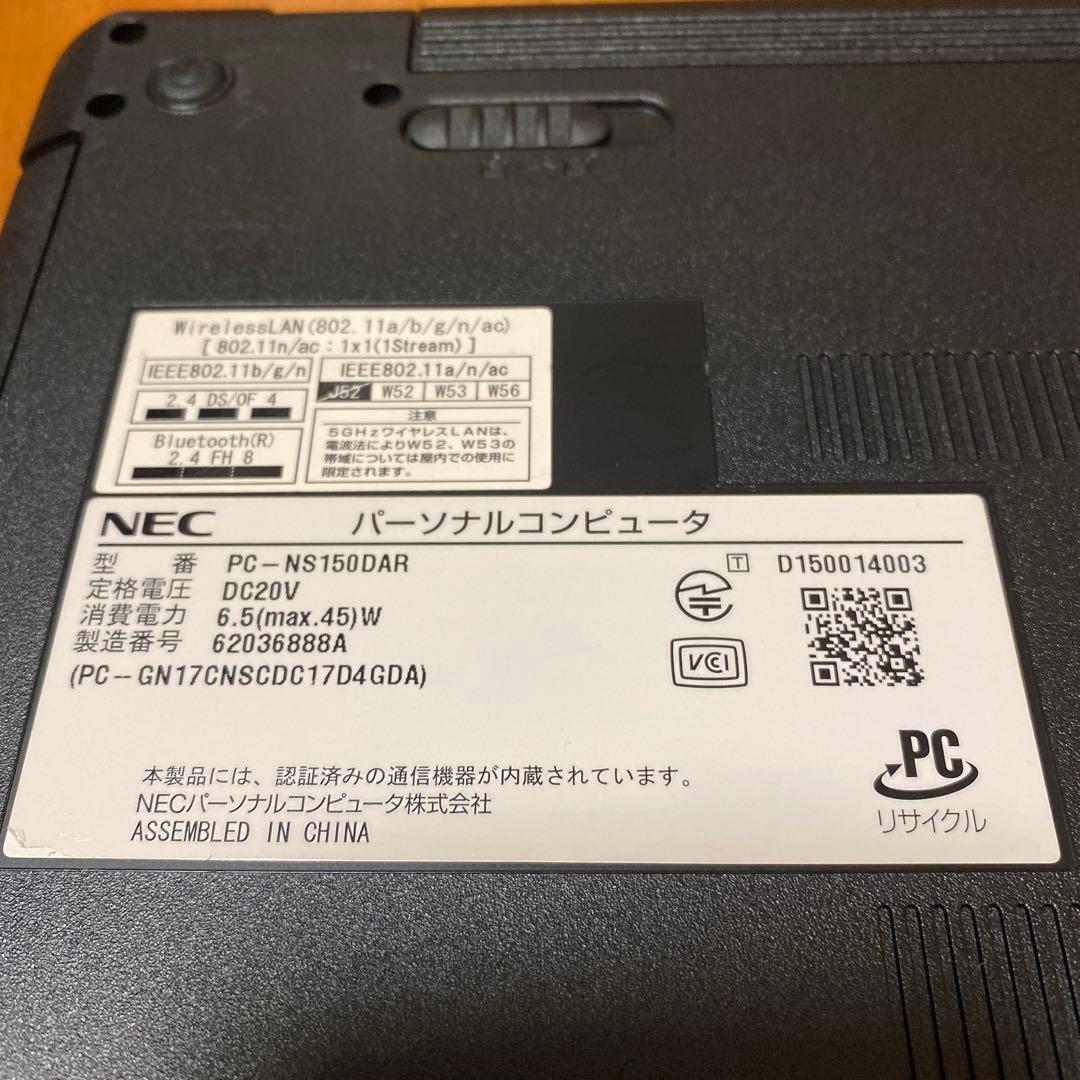 WirelessLAN(802.11a/b/g/n/ac)
[ 802.11n/ac : 1x1(1Stream) ]
IEEE802.11b/g/n
IEEE802.11a/n/ac
2.4 DS/OF 4
J52 W52 W53 W56
Bluetooth(R)
2.4 FH 8
注意
5GHzワイヤレスLANは、
電波法によりW52、W53の
帯域については屋内での使用に
限定されます。
NEC パーソナルコンピュータ
型 番 PC-NS150DAR
T D150014003
定格電圧 DC20V
消費電力 6.5(max.45)W
製造番号 62036888A
(PC-GN17CNSCDC17D4GDA)
VCI
本製品には、認証済みの通信機器が内蔵されています。
NECパーソナルコンピュータ株式会社
ASSEMBLED IN CHINA
PC
リサイクル